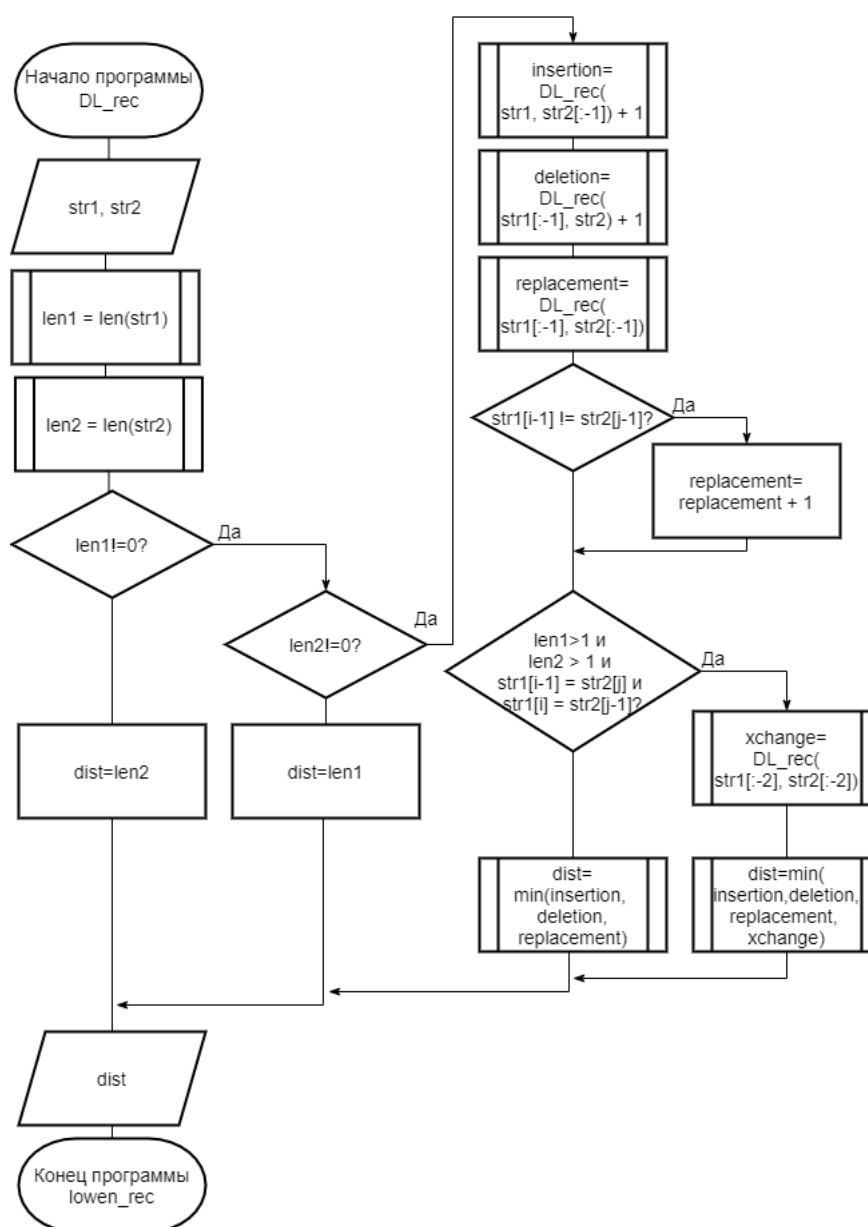 Начало программы
DL_rec
str1, str2
len1 = len(str1)
len2 = len(str2)
len1!=0?
Да
len2!=0?
Да
dist=len2
dist=len1
insertion=
DL_rec(
str1, str2[:-1]) + 1
deletion=
DL_rec(
str1[:-1], str2) + 1
replacement=
DL_rec(
str1[:-1], str2[:-1])
str1[i-1] != str2[j-1]?
Да
replacement=
replacement + 1
len1>1 и
len2 > 1 и
str1[i-1] = str2[j] и
str1[i] = str2[j-1]?
Да
xchange=
DL_rec(
str1[:-2], str2[:-2])
dist=
min(insertion,
deletion,
replacement)
dist=min(
insertion,deletion,
replacement,
xchange)
dist
Конец программы
lowen_rec